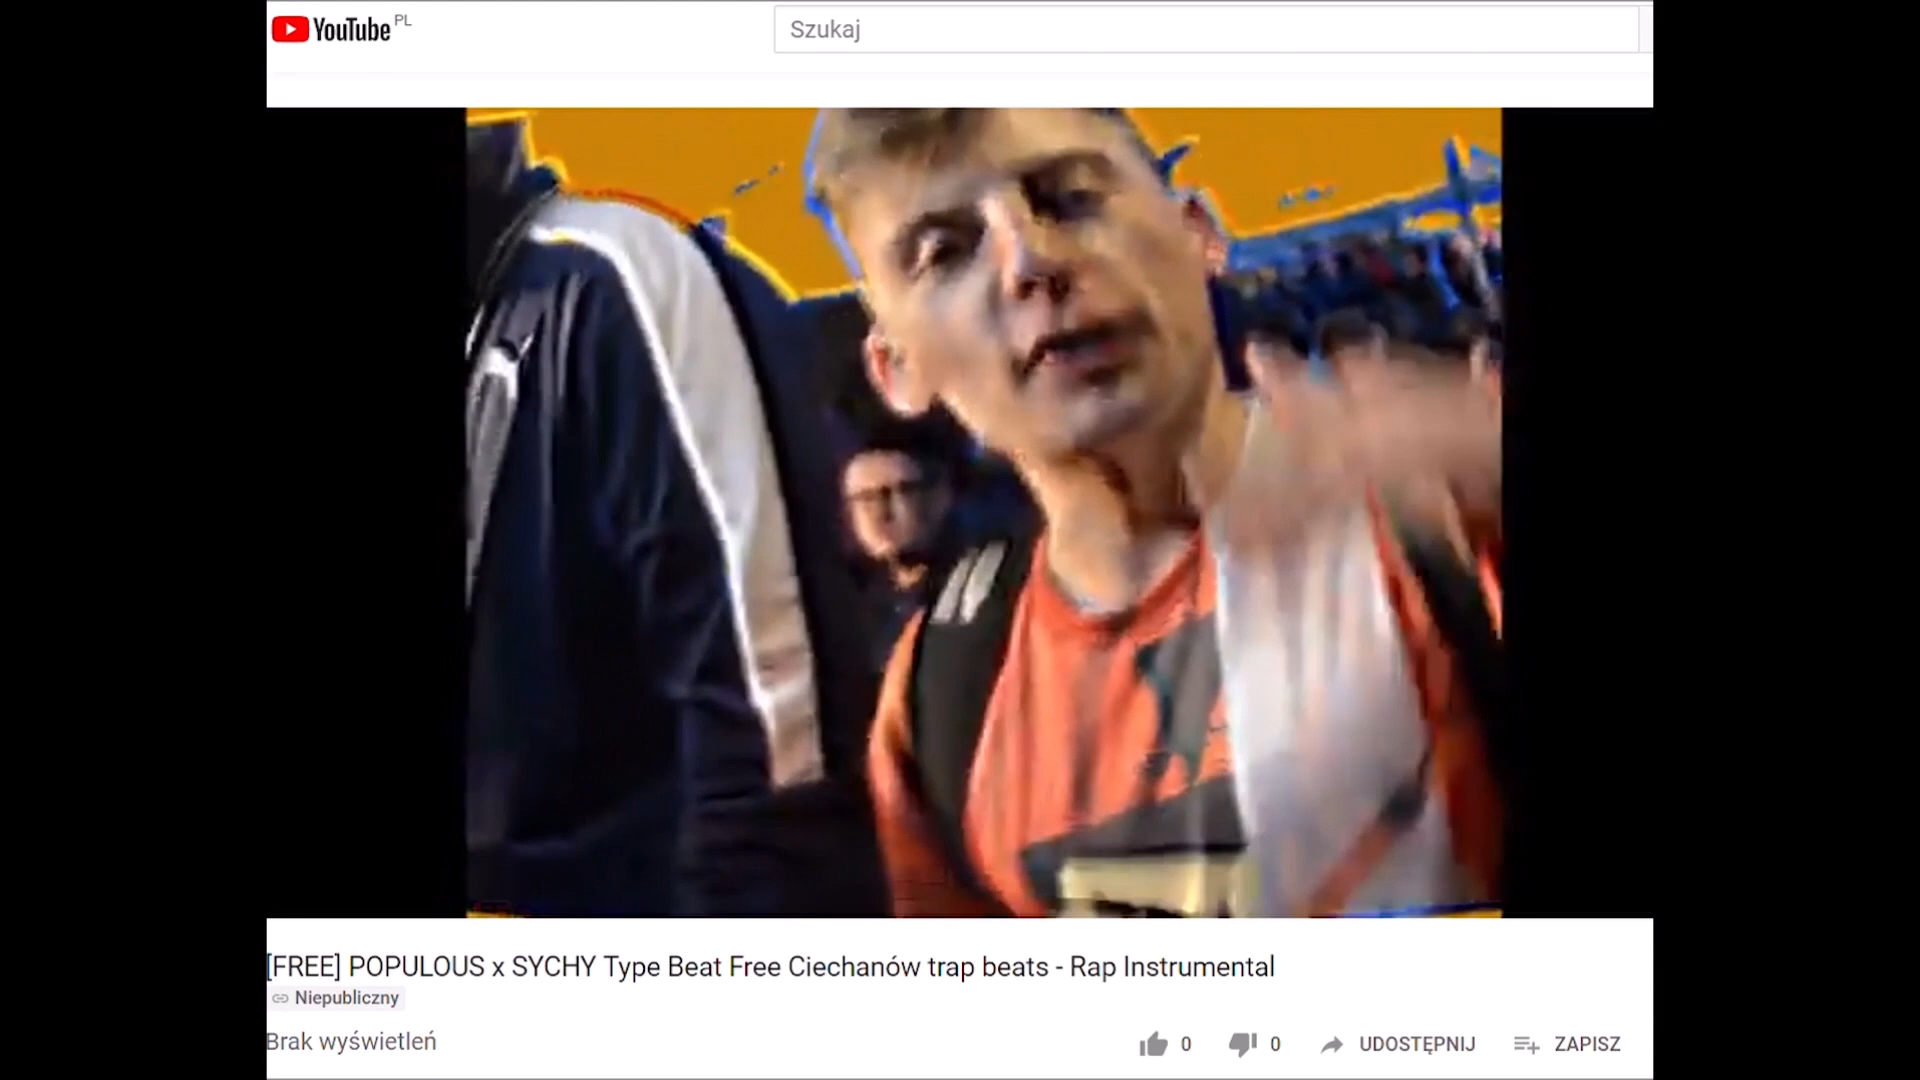 YouTube PL
Szukaj
[FREE] POPULOUS x SYCHY Type Beat Free Ciechanów trap beats - Rap Instrumental
Niepubliczny
Brak wyświetleń
0 0 UDOSTĘPNIJ ZAPISZ